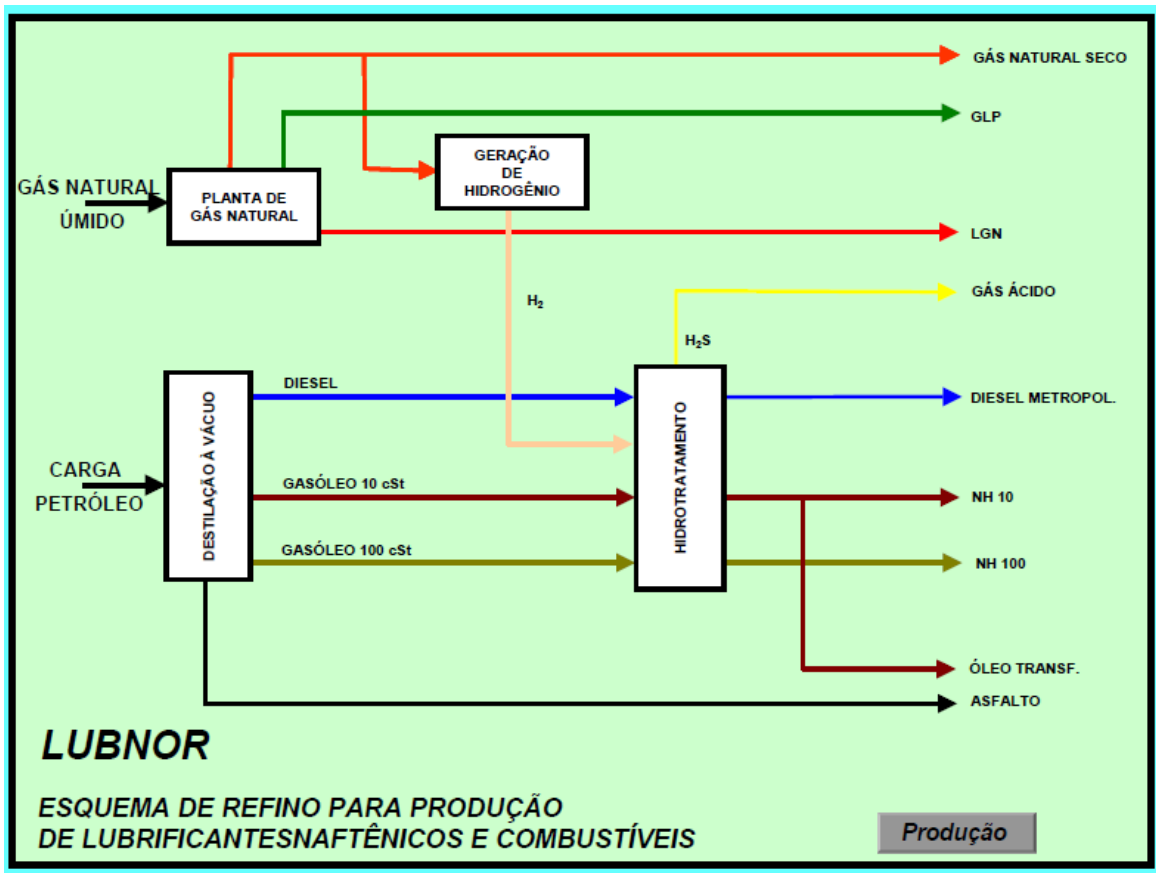 GÁS NATURAL SECO
GLP
GERAÇÃO
DE
HIDROGÊNIO
GÁS NATURAL
ÚMIDO
PLANTA DE
GÁS NATURAL
LGN
GÁS ÁCIDO
H₂
H₂S
DIESEL
DIESEL METROPOL.
DESTILAÇÃO À VÁCUO
HIDROTRATAMENTO
CARGA
PETRÓLEO
GASÓLEO 10 cSt
NH 10
GASÓLEO 100 cSt
NH 100
ÓLEO TRANSF.
ASFALTO
LUBNOR
ESQUEMA DE REFINO PARA PRODUÇÃO
DE LUBRIFICANTESNAFTÊNICOS E COMBUSTÍVEIS
Produção